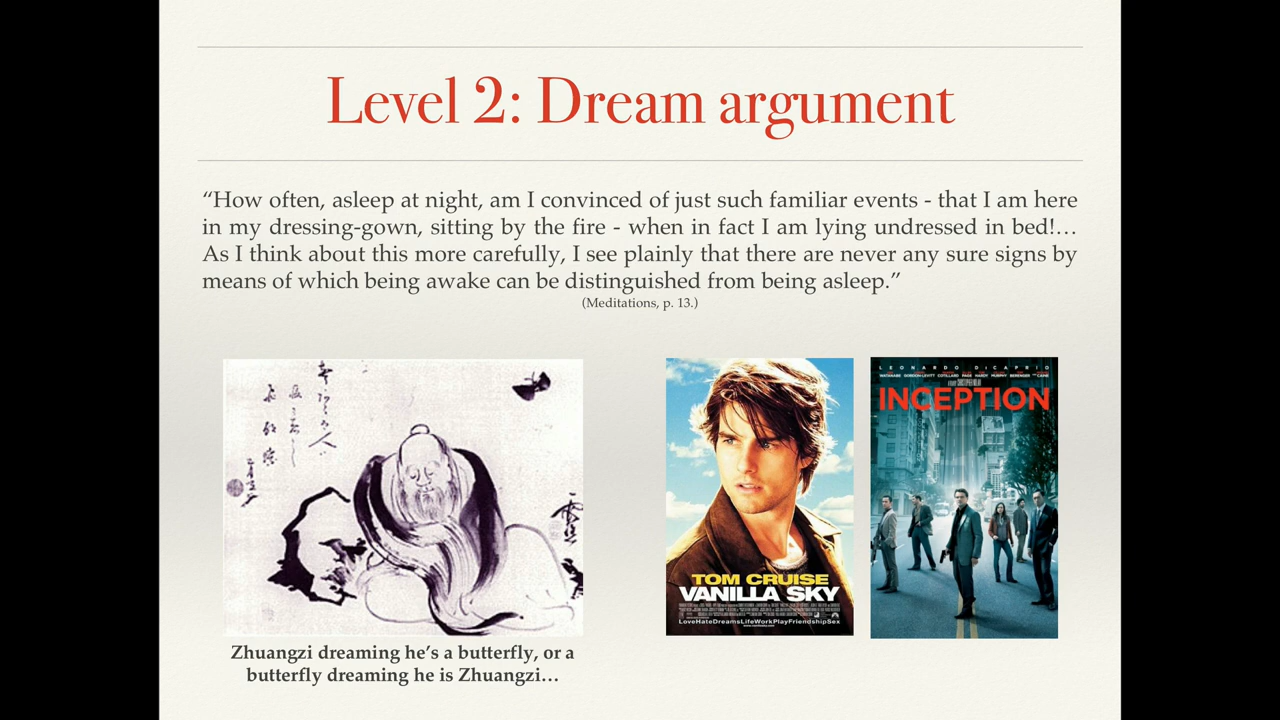 Level 2: Dream argument
“How often, asleep at night, am I convinced of just such familiar events - that I am here
in my dressing-gown, sitting by the fire - when in fact I am lying undressed in bed!…
As I think about this more carefully, I see plainly that there are never any sure signs by
means of which being awake can be distinguished from being asleep.”
(Meditations, p. 13.)
TOM CRUISE
VANILLA SKY
LoveHateDreamsLifeWorkPlayFriendshipSex
LEONARDO DiCAPRIO
INCEPTION
Zhuangzi dreaming he’s a butterfly, or a
butterfly dreaming he is Zhuangzi…